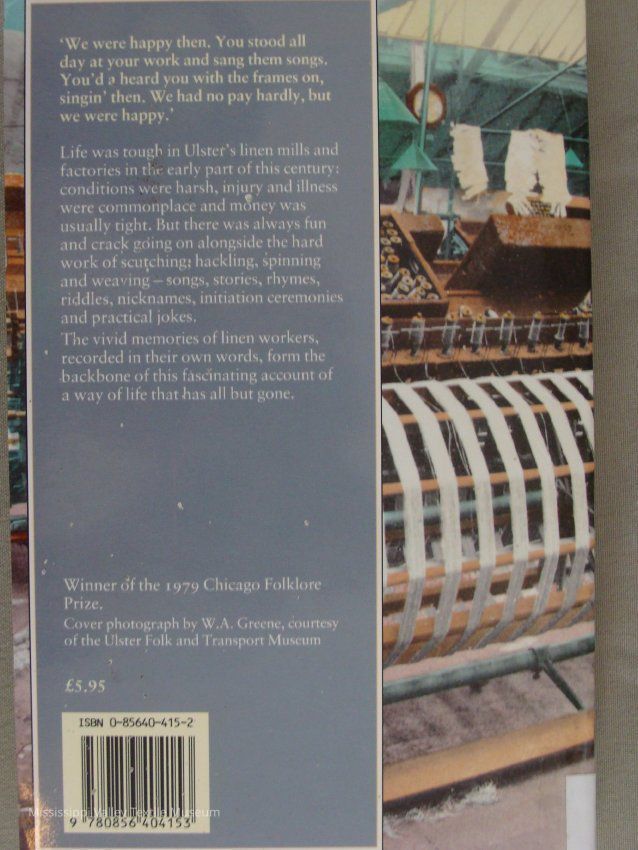 ‘We were happy then. You stood all
day at your work and sang them songs.
You’d a heard you with the frames on,
singin’ then. We had no pay hardly, but
we were happy.’
Life was tough in Ulster’s linen mills and
factories in the early part of this century:
conditions were harsh, injury and illness
were commonplace and money was
usually tight. But there was always fun
and crack going on alongside the hard
work of scutching, hackling, spinning
and weaving – songs, stories, rhymes,
riddles, nicknames, initiation ceremonies
and practical jokes.
The vivid memories of linen workers,
recorded in their own words, form the
backbone of this fascinating account of
a way of life that has all but gone.
Winner of the 1979 Chicago Folklore
Prize.
Cover photograph by W.A. Greene, courtesy
of the Ulster Folk and Transport Museum
£5.95
ISBN 0-85640-415-2
9 780856 404153
Mississippi Valley Textile Museum